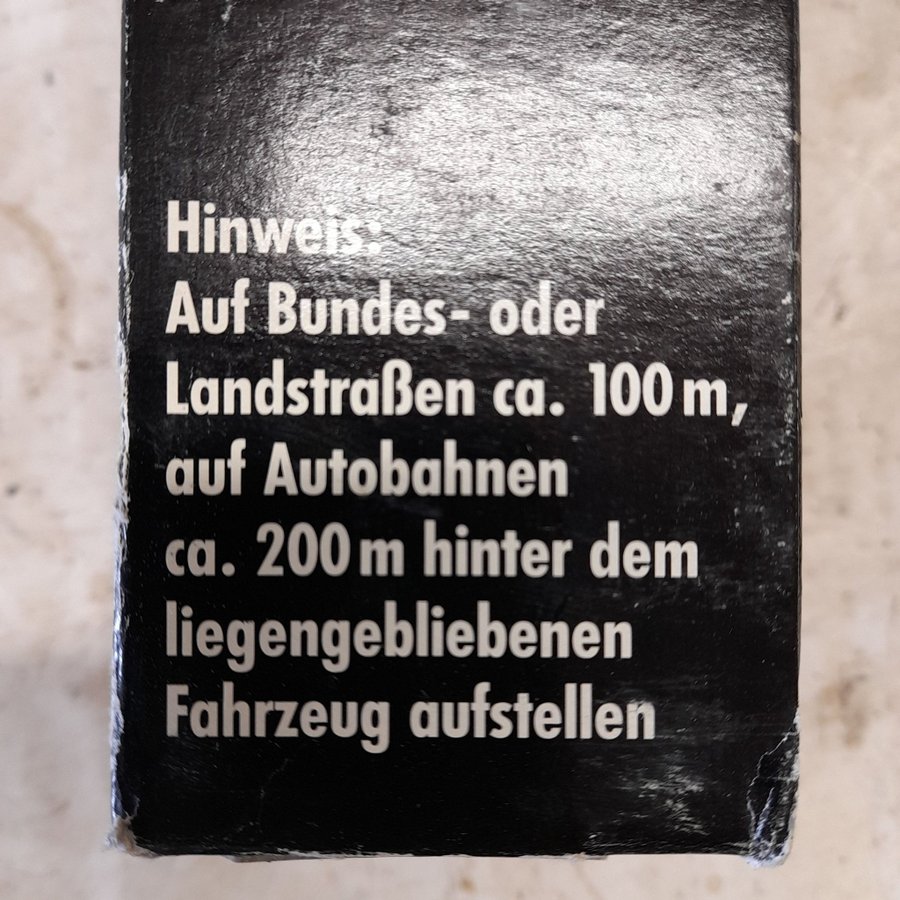 Hinweis:
Auf Bundes- oder
Landstraßen ca. 100 m,
auf Autobahnen
ca. 200 m hinter dem
liegengebliebenen
Fahrzeug aufstellen